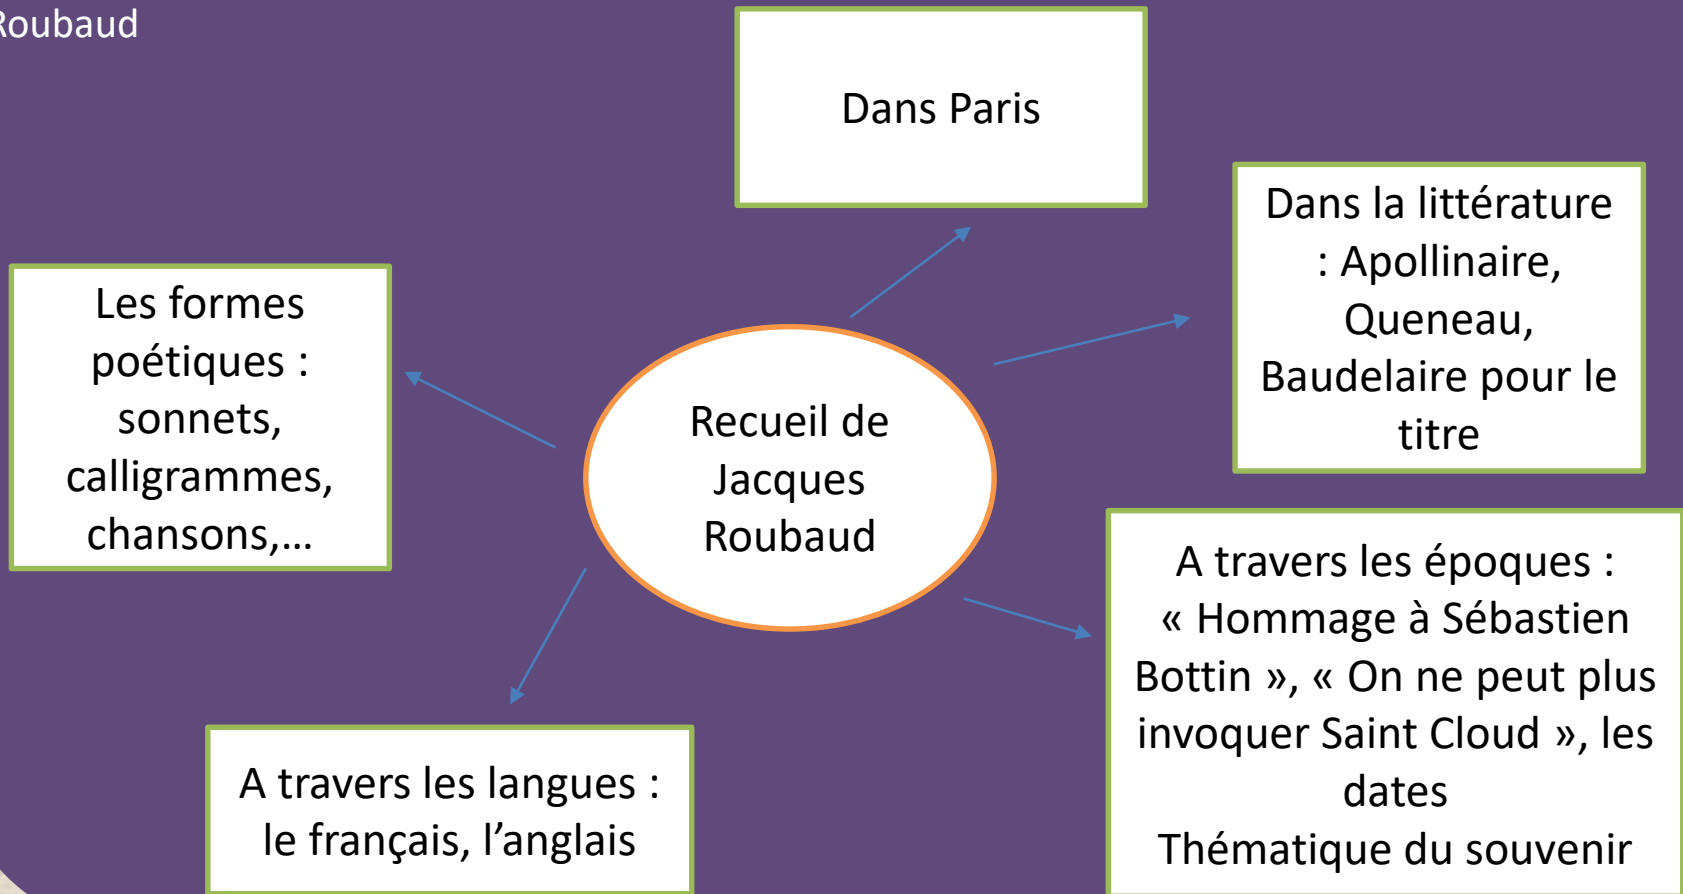 Roubaud
Dans Paris
Dans la littérature
: Apollinaire,
Queneau,
Baudelaire pour le
titre
Les formes
poétiques :
sonnets,
calligrammes,
chansons,…
Recueil de
Jacques
Roubaud
A travers les époques :
« Hommage à Sébastien
Bottin », « On ne peut plus
invoquer Saint Cloud », les
dates
Thématique du souvenir
A travers les langues :
le français, l’anglais